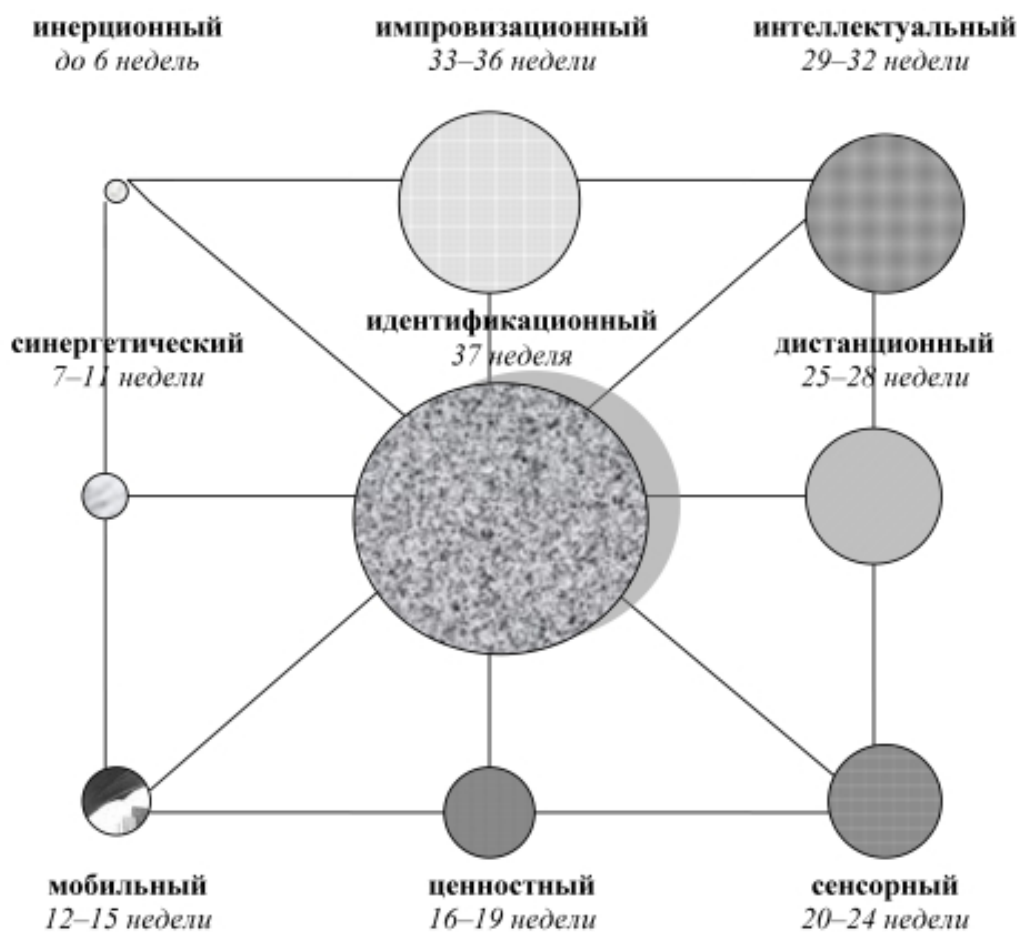 инерционный
до 6 недель
импровизационный
33–36 недели
интеллектуальный
29–32 недели
синергетический
7–11 недели
идентификационный
37 неделя
дистанционный
25–28 недели
мобильный
12–15 недели
ценностный
16–19 недели
сенсорный
20–24 недели